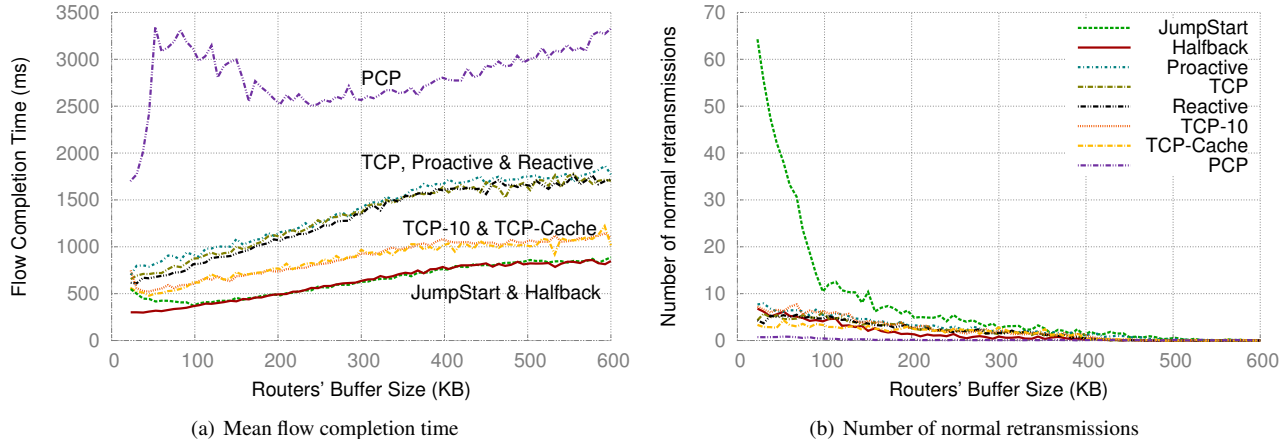 Flow Completion Time (ms)
3500
3000
2500
2000
1500
1000
500
0
PCP
TCP, Proactive & Reactive
TCP-10 & TCP-Cache
JumpStart & Halfback
0 100 200 300 400 500 600
Routers' Buffer Size (KB)
(a) Mean flow completion time
Number of normal retransmissions
70
60
50
40
30
20
10
0
JumpStart
Halfback
Proactive
TCP
Reactive
TCP-10
TCP-Cache
PCP
0 100 200 300 400 500 600
Routers' Buffer Size (KB)
(b) Number of normal retransmissions